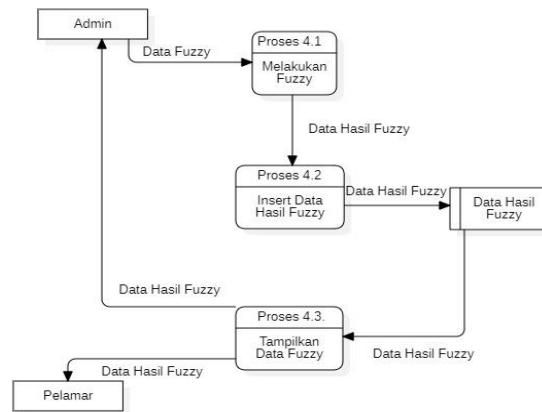 Admin
Data Fuzzy
Proses 4.1
Melakukan
Fuzzy
Data Hasil Fuzzy
Proses 4.2
Insert Data
Hasil Fuzzy
Data Hasil Fuzzy
Data Hasil
Fuzzy
Data Hasil Fuzzy
Proses 4.3.
Tampilkan
Data Fuzzy
Data Hasil Fuzzy
Data Hasil Fuzzy
Pelamar